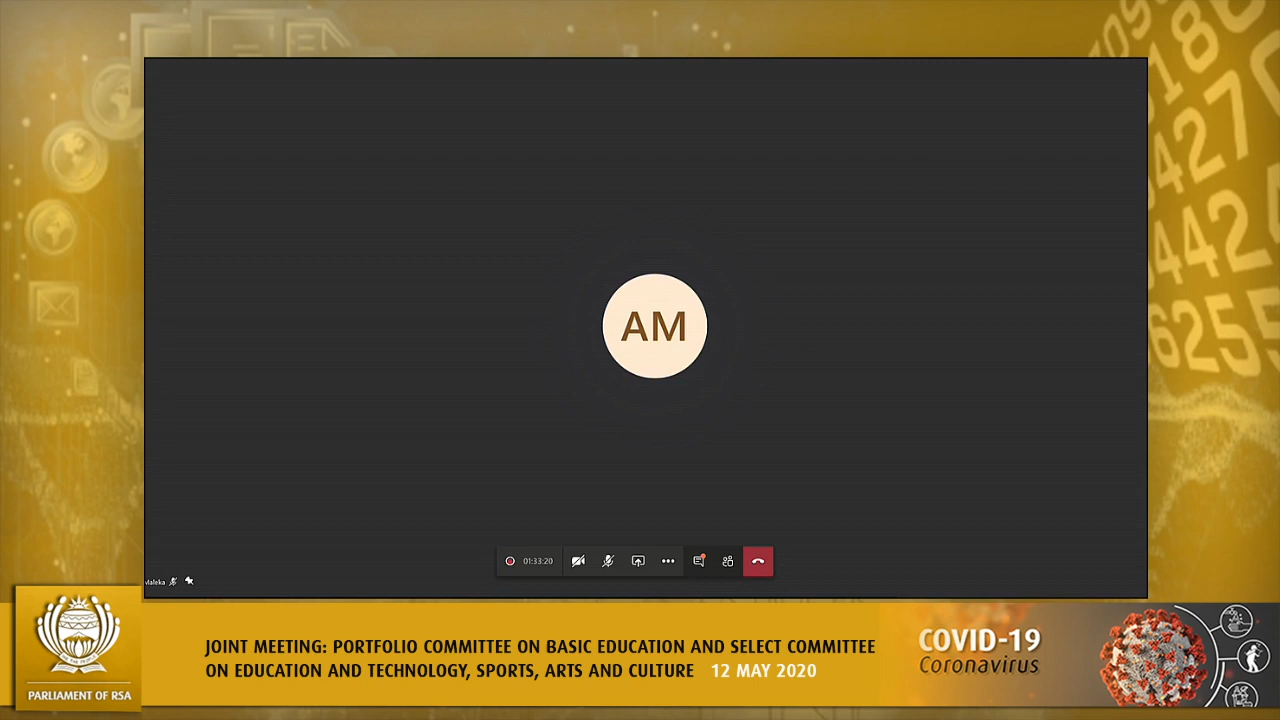 AM
01:33:20
JOINT MEETING: PORTFOLIO COMMITTEE ON BASIC EDUCATION AND SELECT COMMITTEE
ON EDUCATION AND TECHNOLOGY, SPORTS, ARTS AND CULTURE 12 MAY 2020
COVID-19
Coronavirus
PARLIAMENT OF RSA